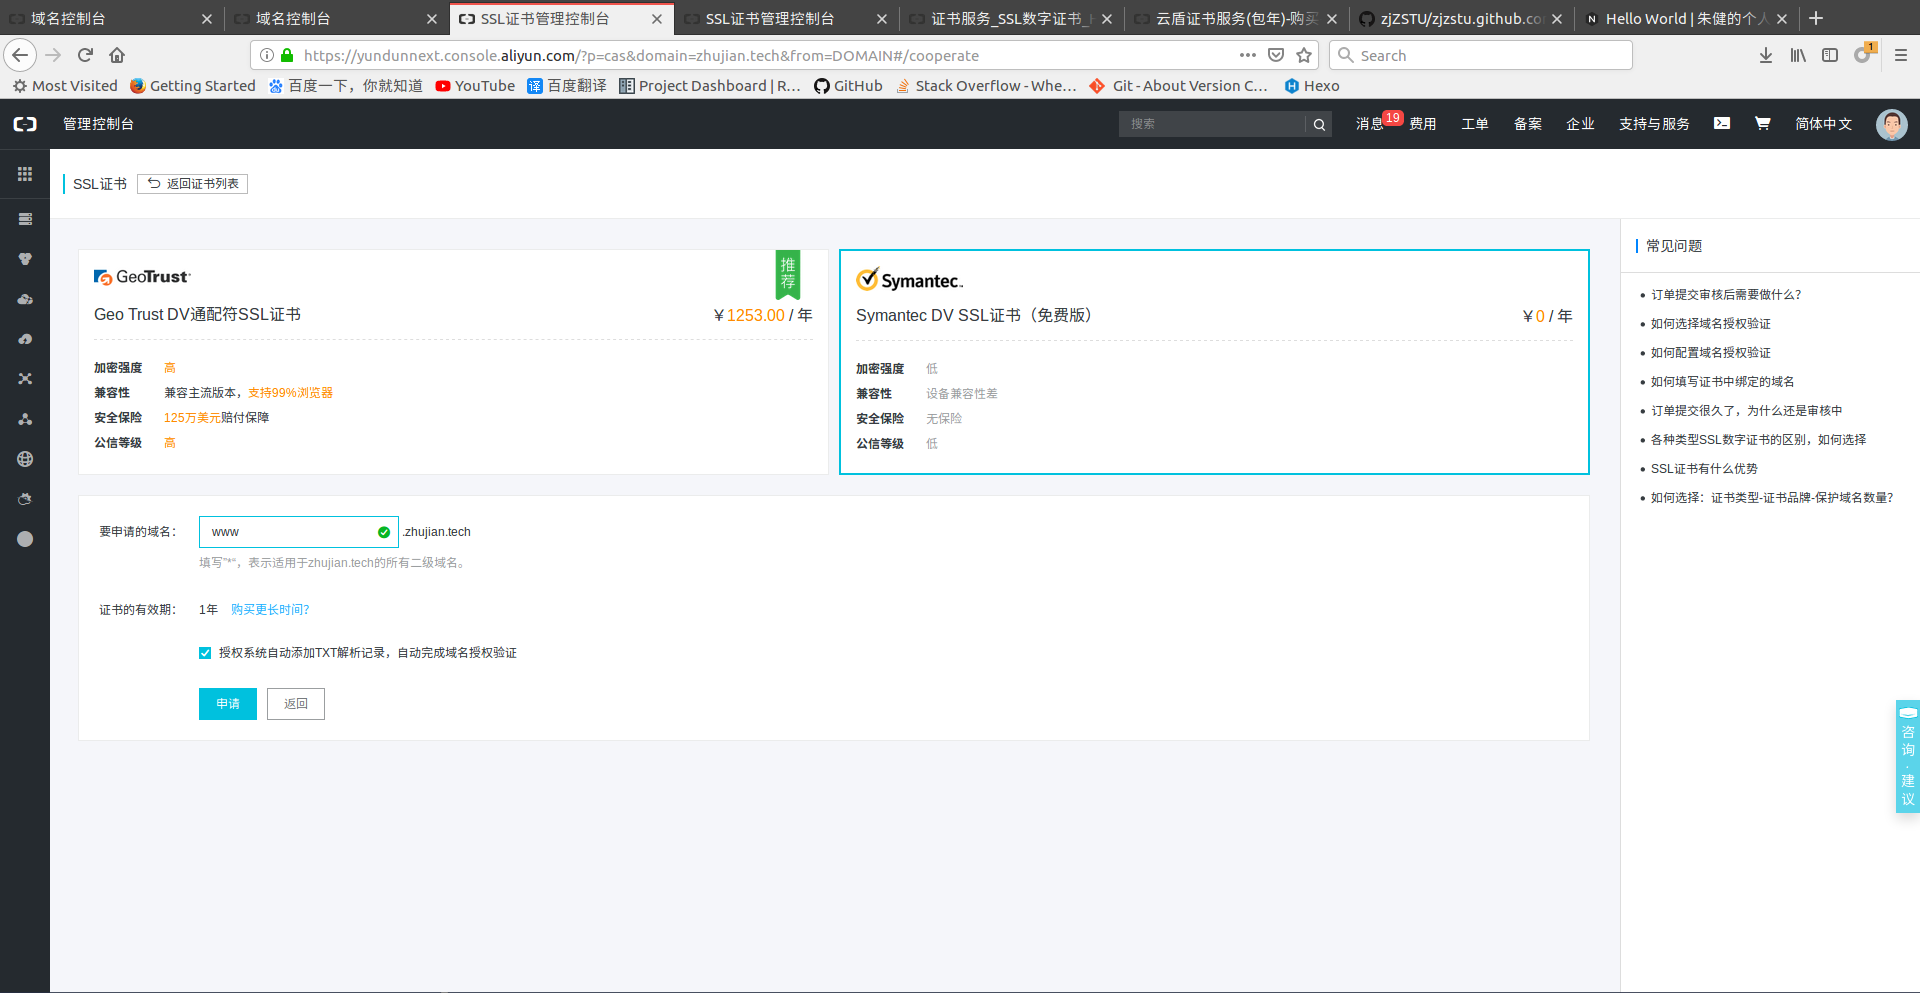 域名控制台
域名控制台
SSL证书管理控制台
SSL证书管理控制台
证书服务_SSL数字证书_
云盾证书服务(包年)-购买
zjZSTU/zjzstu.github.co
Hello World | 朱健的个人
https://yundunnext.console.aliyun.com/?p=cas&domain=zhujian.tech&from=DOMAIN#/cooperate
Search
1
Most Visited
Getting Started
百度一下，你就知道
YouTube
百度翻译
Project Dashboard | R...
GitHub
Stack Overflow - Whe...
Git - About Version C...
Hexo
管理控制台
搜索
消息 19
费用
工单
备案
企业
支持与服务
简体中文
SSL证书
返回证书列表
GeoTrust
推荐
Geo Trust DV通配符SSL证书
¥1253.00 / 年
加密强度 高
兼容性 兼容主流版本，支持99%浏览器
安全保险 125万美元赔付保障
公信等级 高
Symantec.
Symantec DV SSL证书（免费版）
¥0 / 年
加密强度 低
兼容性 设备兼容性差
安全保险 无保险
公信等级 低
要申请的域名： www .zhujian.tech
填写"*"，表示适用于zhujian.tech的所有二级域名。
证书的有效期： 1年 购买更长时间？
授权系统自动添加TXT解析记录，自动完成域名授权验证
申请
返回
常见问题
订单提交审核后需要做什么？
如何选择域名授权验证
如何配置域名授权验证
如何填写证书中绑定的域名
订单提交很久了，为什么还是审核中
各种类型SSL数字证书的区别，如何选择
SSL证书有什么优势
如何选择：证书类型-证书品牌-保护域名数量？
咨询·建议